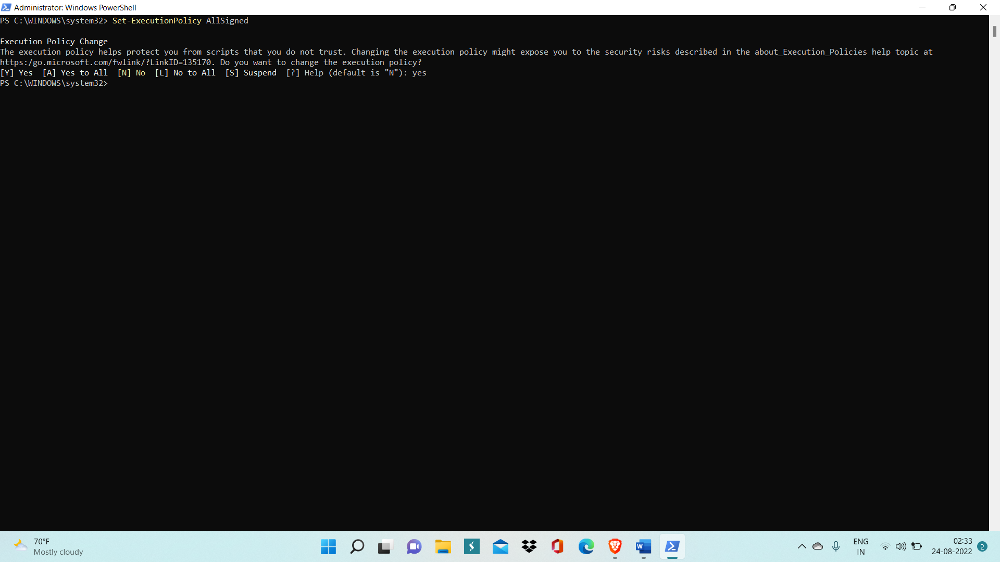 Administrator: Windows PowerShell
PS C:\WINDOWS\system32> Set-ExecutionPolicy AllSigned
Execution Policy Change
The execution policy helps protect you from scripts that you do not trust. Changing the execution policy might expose you to the security risks described in the about_Execution_Policies help topic at
https:/go.microsoft.com/fwlink/?LinkID=135170. Do you want to change the execution policy?
[Y] Yes  [A] Yes to All  [N] No  [L] No to All  [S] Suspend  [?] Help (default is "N"): yes
PS C:\WINDOWS\system32>
70°F
Mostly cloudy
W
ENG
IN
02:33
24-08-2022
2